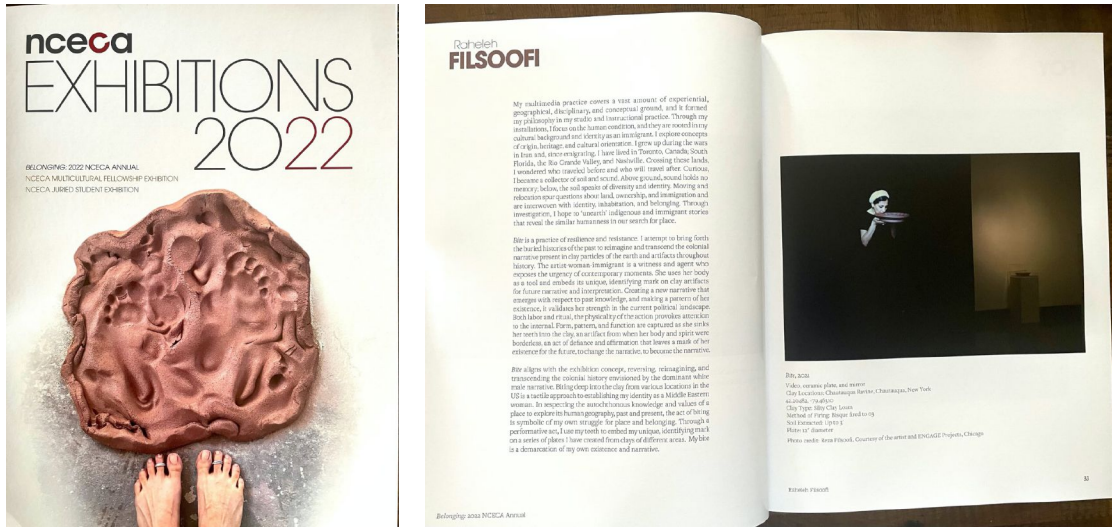 nceca
EXHIBITIONS
2022
BELONGING: 2022 NCECA ANNUAL
NCECA MULTICULTURAL FELLOWSHIP EXHIBITION
NCECA JURIED STUDENT EXHIBITION
Raheleh
FILSOOFI
My multimedia practice covers a vast amount of experiential,
geographical, disciplinary, and conceptual ground, and it formed
my philosophy in my studio and instructional practice. Through my
installations, I focus on the human condition, and they are rooted in my
cultural background and identity as an immigrant. I explore concepts
of origin, heritage, and cultural orientation. I grew up during the wars
in Iran and, since emigrating, I have lived in Toronto, Canada; South
Florida, the Rio Grande Valley, and Nashville. Crossing those lands,
I wondered who traveled before and who will travel after. Curious,
I became a collector of soil and sound. Above ground, sound holds no
memory; below, the soil speaks of diversity and identity. Moving and
relocation spur questions about land, ownership, and immigration and
are interwoven with identity, inhabitation, and belonging. Through
investigation, I hope to 'unearth' indigenous and immigrant stories
that reveal the similar humanness in our search for place.
Bite is a practice of resilience and resistance. I attempt to bring forth
the buried histories of the past to reimagine and transcend the colonial
narrative present in clay particles of the earth and artifacts throughout
history. The artist-woman-immigrant is a witness and agent who
exposes the urgency of contemporary moments. She uses her body
as a tool and embeds its unique, identifying mark on clay artifacts
for future narrative and interpretation. Creating a new narrative that
emerges with respect to past knowledge, and making a pattern of her
existence, it validates her strength in the current political landscape.
Both labor and ritual, the physicality of the action provokes attention
to the internal. Form, pattern, and function are captured as she sinks
her teeth into the clay, an artifact from when her body and spirit were
borderless, an act of defiance and affirmation that leaves a mark of her
existence for the future, to change the narrative, to become the narrative.
Bite aligns with the exhibition concept, reversing, reimagining, and
transcending the colonial history envisioned by the dominant white
male narrative. Biting deep into the clay from various locations in the
US is a tactile approach to establishing my identity as a Middle Eastern
woman. In respecting the autochthonous knowledge and values of a
place to explore its human geography, past and present, the act of biting
is symbolic of my own struggle for place and belonging. Through a
performative act, I use my teeth to embed my unique, identifying mark
on a series of plates I have created from clays of different areas. My bite
is a demarcation of my own existence and narrative.
Belonging: 2022 NCECA Annual
Bite, 2021
Video, ceramic plate, and mirror
Clay Locations: Chautauqua Ravine, Chautauqua, New York
Clay Type: Silty Clay Loam
Method of Firing: Bisque fired to 03
Plate: 12" diameter
Photo credit: Reza Filsoofi, Courtesy of the artist and ENGAGE Projects, Chicago
Raheleh Filsoofi